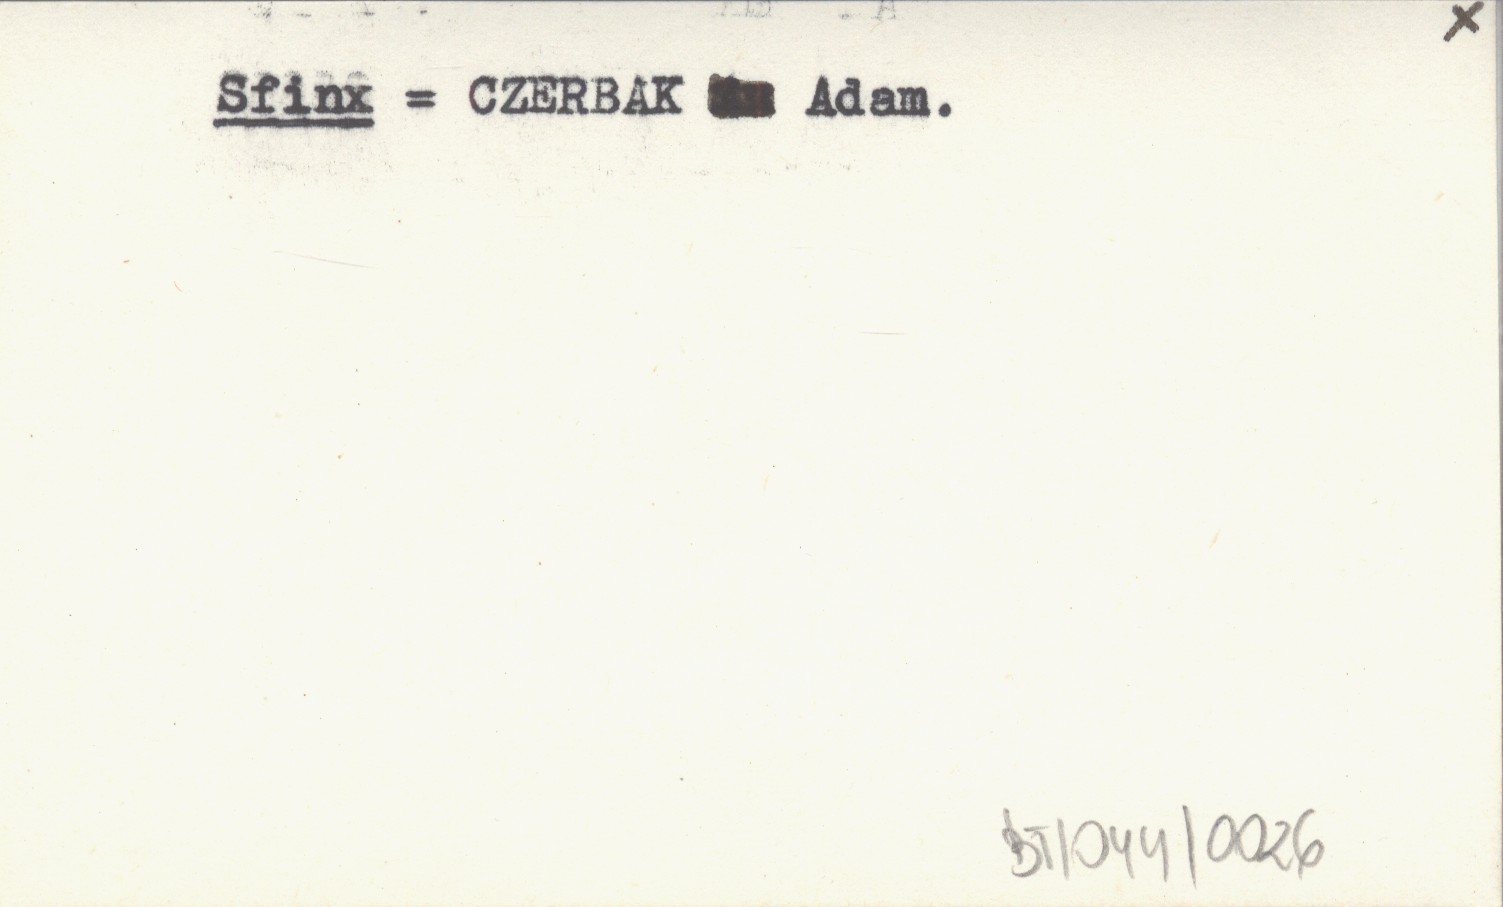 Sfinx = CZERBAK Adam.
BT/044/0026